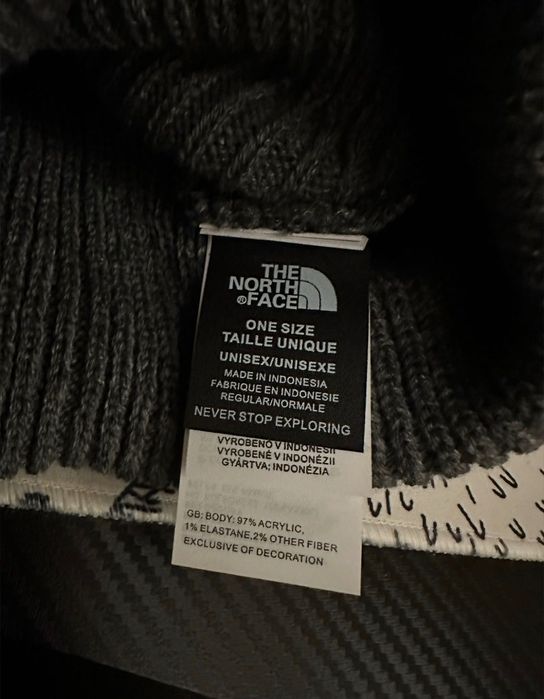 THE
NORTH
®FACE
ONE SIZE
TAILLE UNIQUE
UNISEX/UNISEXE
MADE IN INDONESIA
FABRIQUE EN INDONESIE
REGULAR/NORMALE
NEVER STOP EXPLORING
VYROBENO V INDONESII
VYROBENÉ V INDONÉZII
GYÁRTVA; INDONÉZIA
GB; BODY: 97% ACRYLIC,
1% ELASTANE,2% OTHER FIBER
EXCLUSIVE OF DECORATION